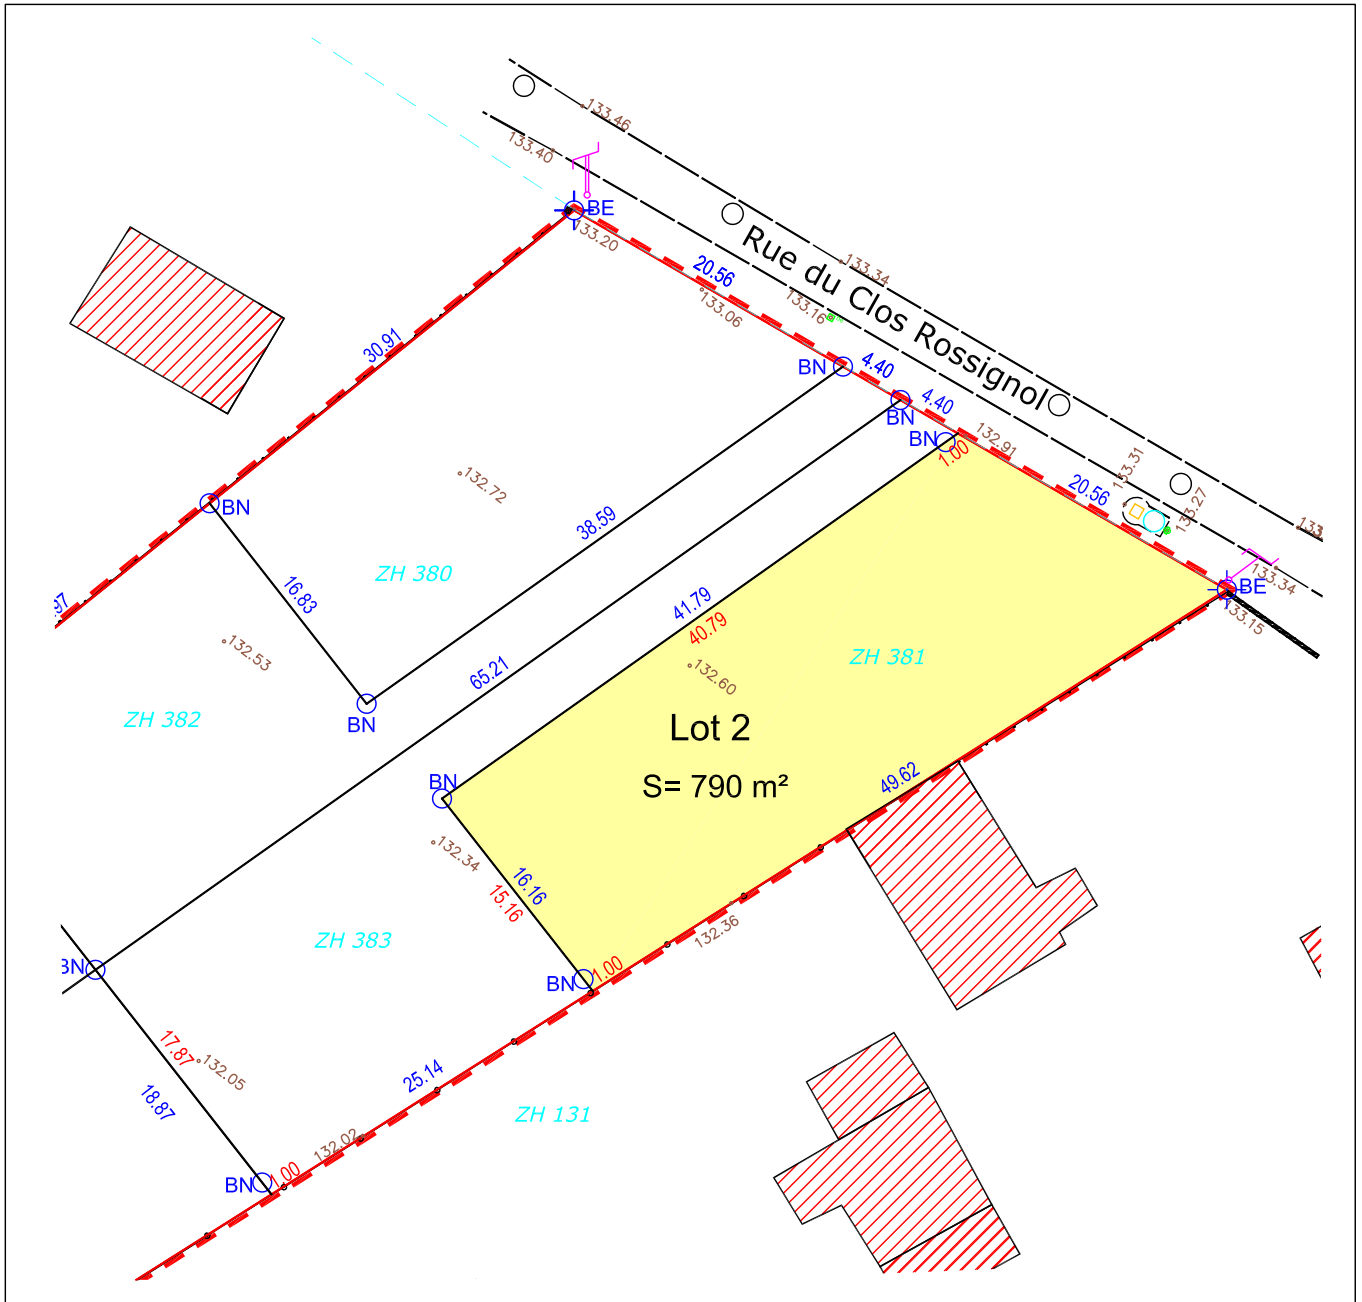 133.46
133.40
BE
133.20
Rue du Clos Rossignol
133.34
20.56
133.06
133.16
30.91
BN
4.40
4.40
BN
BN
1.00
132.91
133.31
20.56
133.27
133.34
BE
133.15
132.72
BN
38.59
ZH 380
16.83
41.79
40.79
132.53
132.60
ZH 381
65.21
ZH 382
BN
Lot 2
S= 790 m²
BN
49.62
132.34
16.16
15.16
132.36
ZH 383
BN
BN
1.00
17.87
132.05
18.87
25.14
ZH 131
132.02
BN
1.00